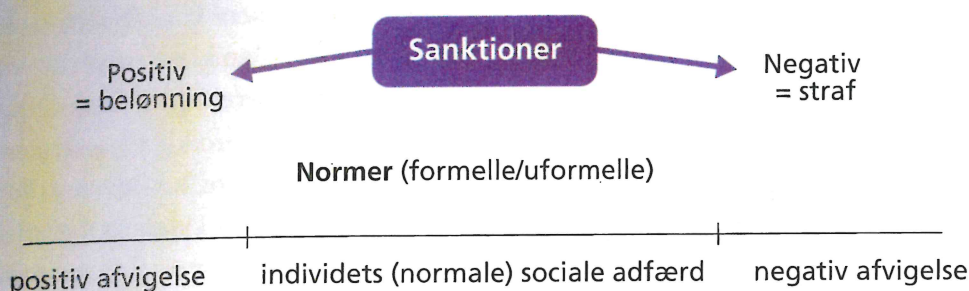 Sanktioner
Positiv
= belønning
Negativ
= straf
Normer (formelle/uformelle)
positiv afvigelse
individets (normale) sociale adfærd
negativ afvigelse